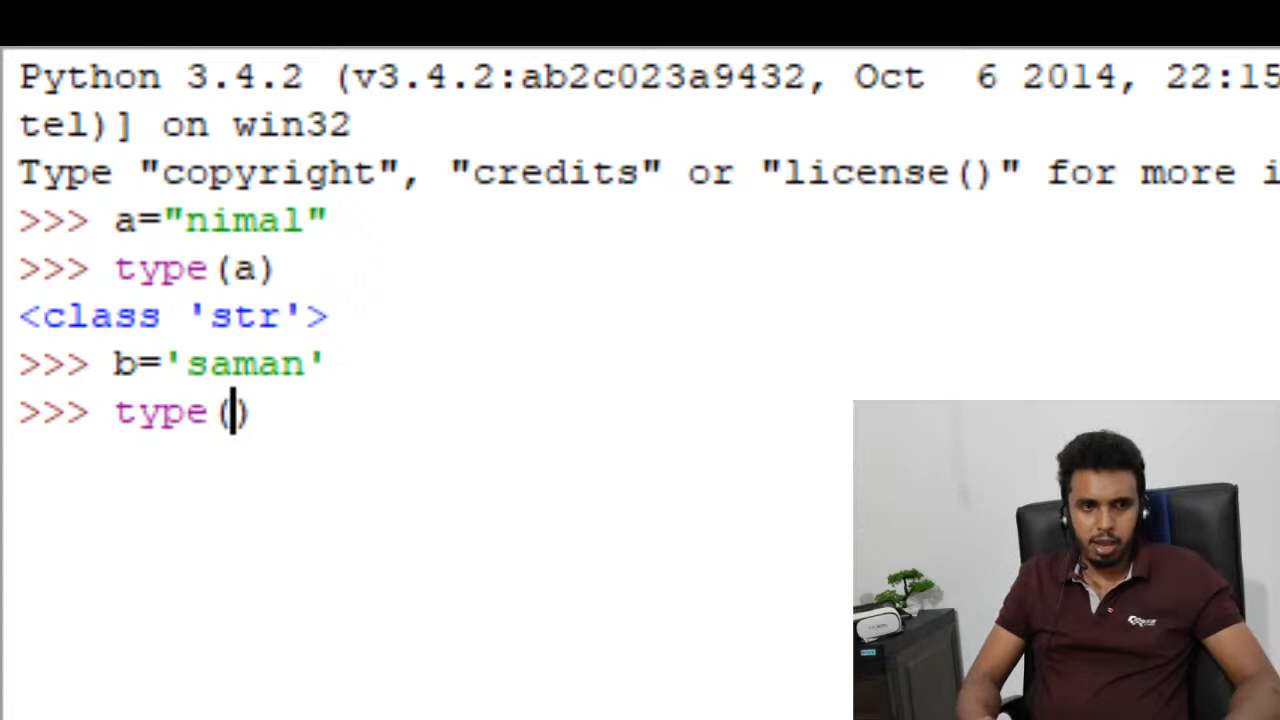 Python 3.4.2 (v3.4.2:ab2c023a9432, Oct  6 2014, 22:15
tel)] on win32
Type "copyright", "credits" or "license()" for more i
>>> a="nimal"
>>> type(a)
<class 'str'>
>>> b='saman'
>>> type()